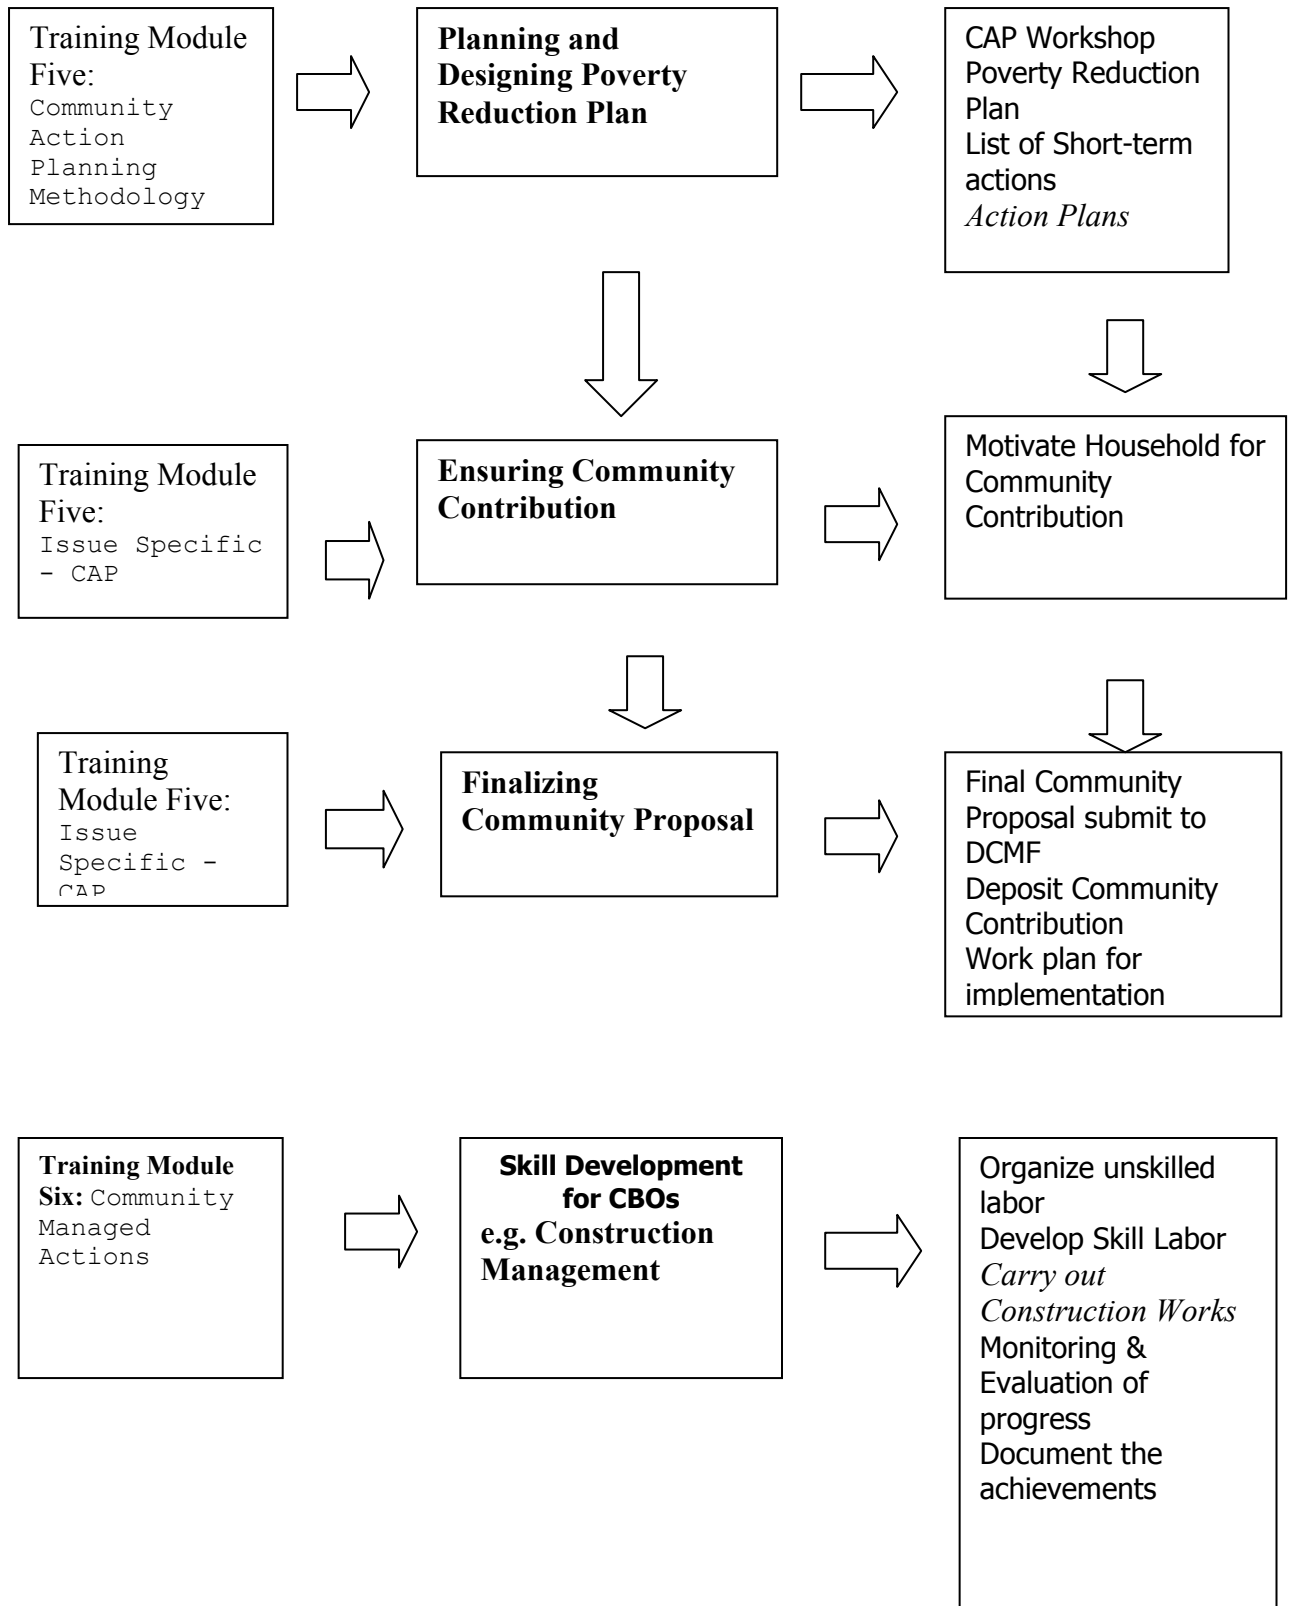 Training Module
Five:
Community
Action
Planning
Methodology
Planning and
Designing Poverty
Reduction Plan
CAP Workshop
Poverty Reduction
Plan
List of Short-term
actions
Action Plans
Training Module
Five:
Issue Specific
- CAP
Ensuring Community
Contribution
Motivate Household for
Community
Contribution
Training
Module Five:
Issue
Specific -
CAP
Finalizing
Community Proposal
Final Community
Proposal submit to
DCMF
Deposit Community
Contribution
Work plan for
implementation
Training Module
Six: Community
Managed
Actions
Skill Development
for CBOs
e.g. Construction
Management
Organize unskilled
labor
Develop Skill Labor
Carry out
Construction Works
Monitoring &
Evaluation of
progress
Document the
achievements